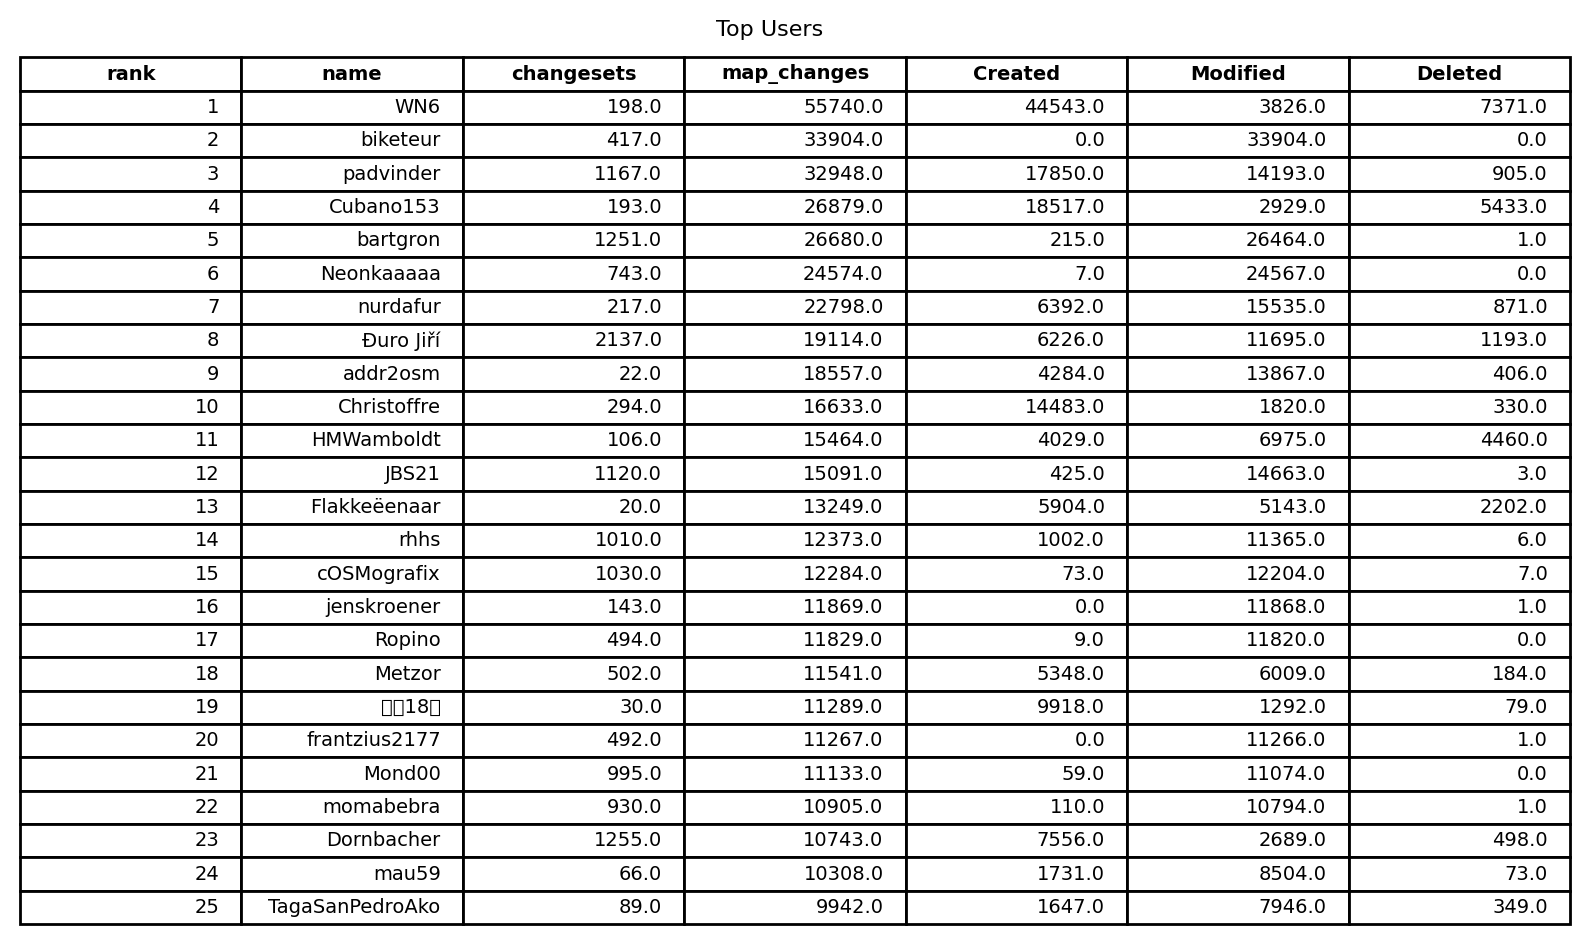 Top Users
rank name changesets map_changes Created Modified Deleted
1 WN6 198.0 55740.0 44543.0 3826.0 7371.0
2 biketeur 417.0 33904.0 0.0 33904.0 0.0
3 padvinder 1167.0 32948.0 17850.0 14193.0 905.0
4 Cubano153 193.0 26879.0 18517.0 2929.0 5433.0
5 bartgron 1251.0 26680.0 215.0 26464.0 1.0
6 Neonkaaaaa 743.0 24574.0 7.0 24567.0 0.0
7 nurdafur 217.0 22798.0 6392.0 15535.0 871.0
8 Đuro Jiří 2137.0 19114.0 6226.0 11695.0 1193.0
9 addr2osm 22.0 18557.0 4284.0 13867.0 406.0
10 Christoffre 294.0 16633.0 14483.0 1820.0 330.0
11 HMWamboldt 106.0 15464.0 4029.0 6975.0 4460.0
12 JBS21 1120.0 15091.0 425.0 14663.0 3.0
13 Flakkeëenaar 20.0 13249.0 5904.0 5143.0 2202.0
14 rhhs 1010.0 12373.0 1002.0 11365.0 6.0
15 cOSMografix 1030.0 12284.0 73.0 12204.0 7.0
16 jenskroener 143.0 11869.0 0.0 11868.0 1.0
17 Ropino 494.0 11829.0 9.0 11820.0 0.0
18 Metzor 502.0 11541.0 5348.0 6009.0 184.0
19 18 30.0 11289.0 9918.0 1292.0 79.0
20 frantzius2177 492.0 11267.0 0.0 11266.0 1.0
21 Mond00 995.0 11133.0 59.0 11074.0 0.0
22 momabebra 930.0 10905.0 110.0 10794.0 1.0
23 Dornbacher 1255.0 10743.0 7556.0 2689.0 498.0
24 mau59 66.0 10308.0 1731.0 8504.0 73.0
25 TagaSanPedroAko 89.0 9942.0 1647.0 7946.0 349.0